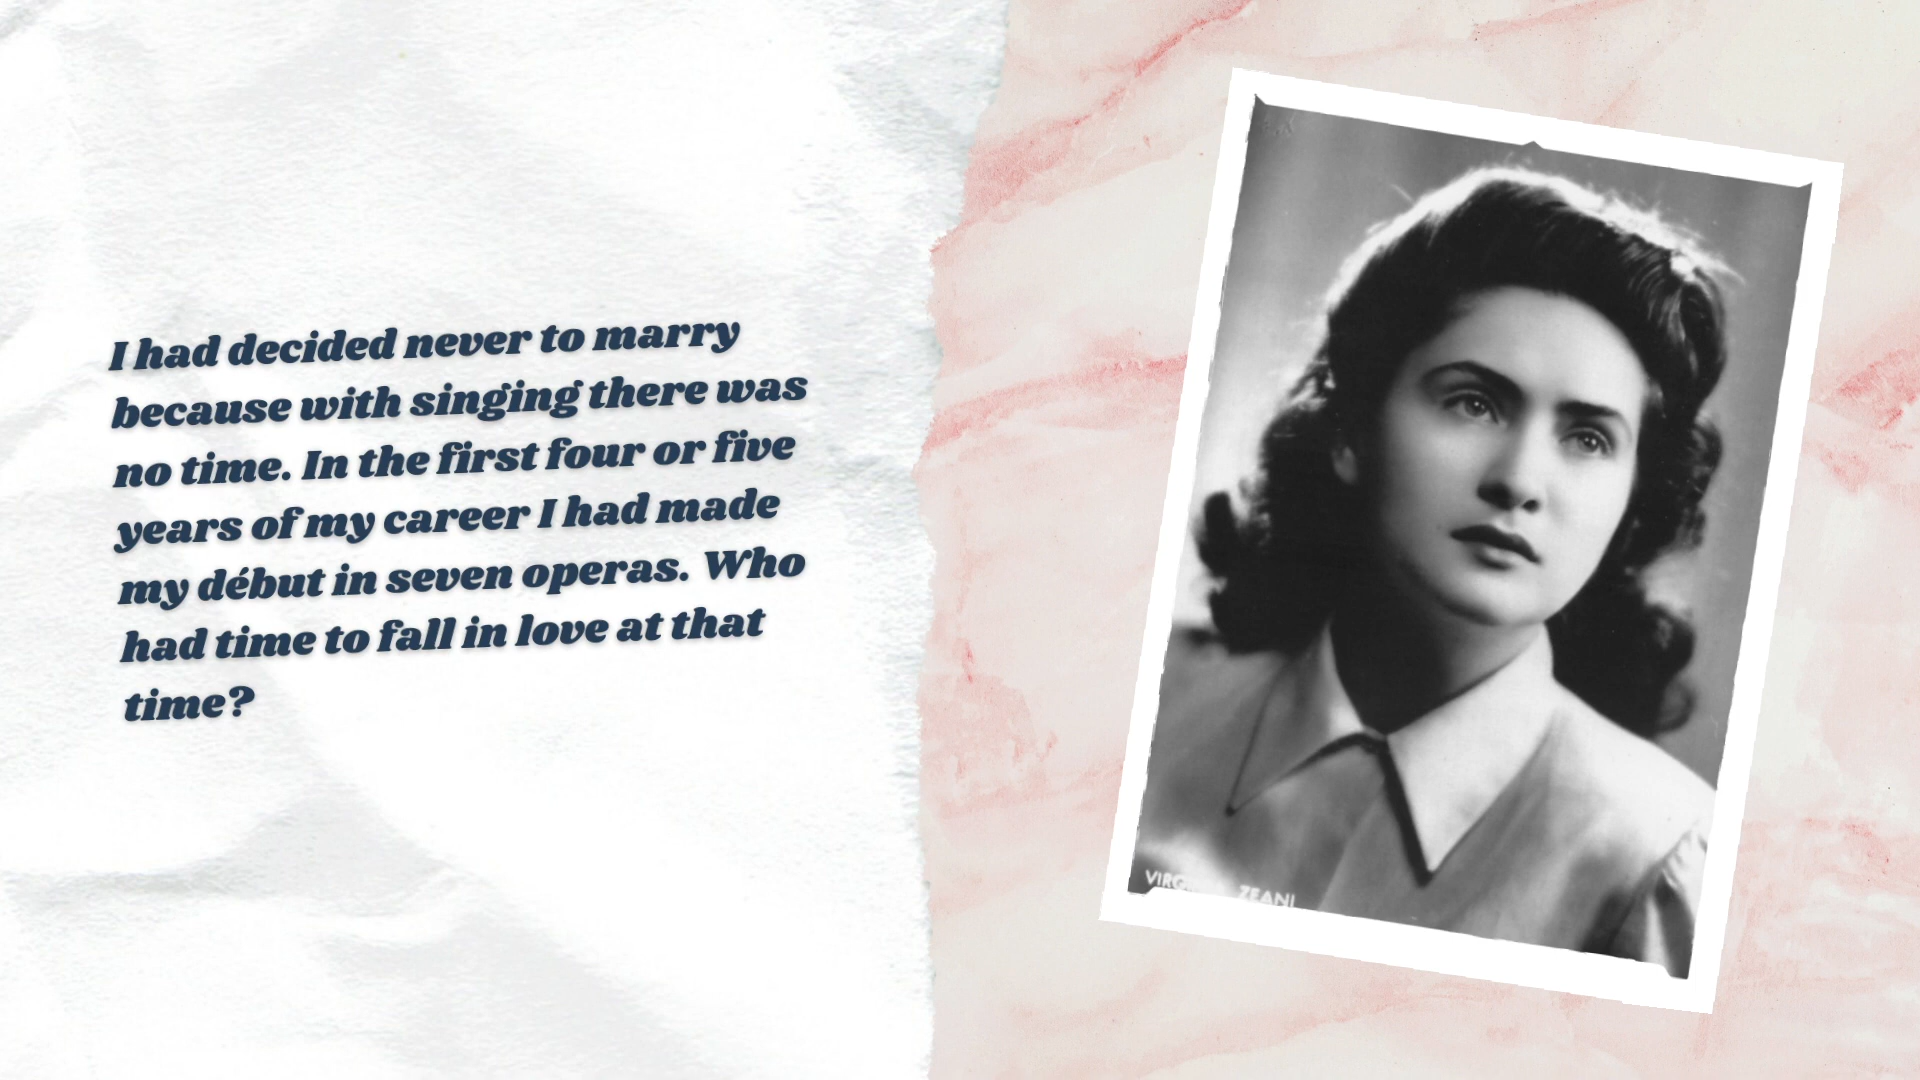 I had decided never to marry
because with singing there was
no time. In the first four or five
years of my career I had made
my début in seven operas. Who
had time to fall in love at that
time?
ZEANI